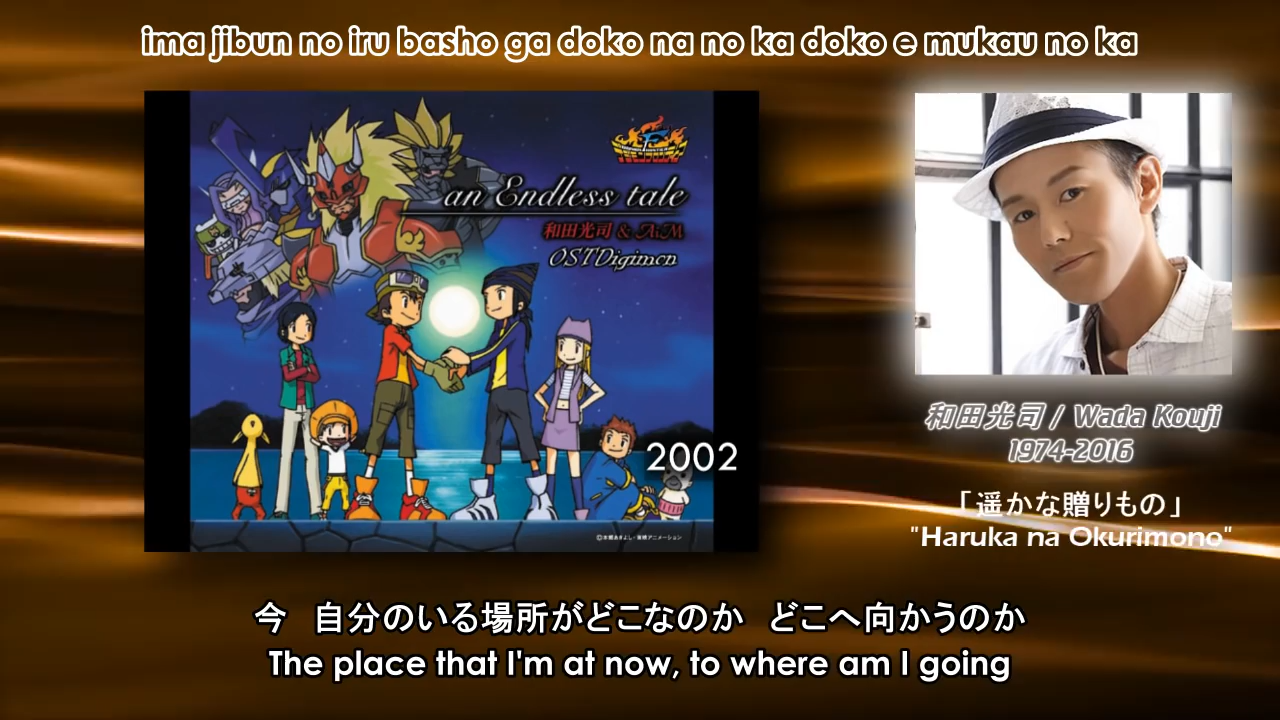 ima jibun no iru basho ga doko na no ka doko e mukau no ka
an Endless tale
和田光司 & AiM
OSTDigimon
2002
和田光司 / Wada Kouji
1974-2016
「遥かな贈りもの」
"Haruka na Okurimono"
今　自分のいる場所がどこなのか　どこへ向かうのか
The place that I'm at now, to where am I going